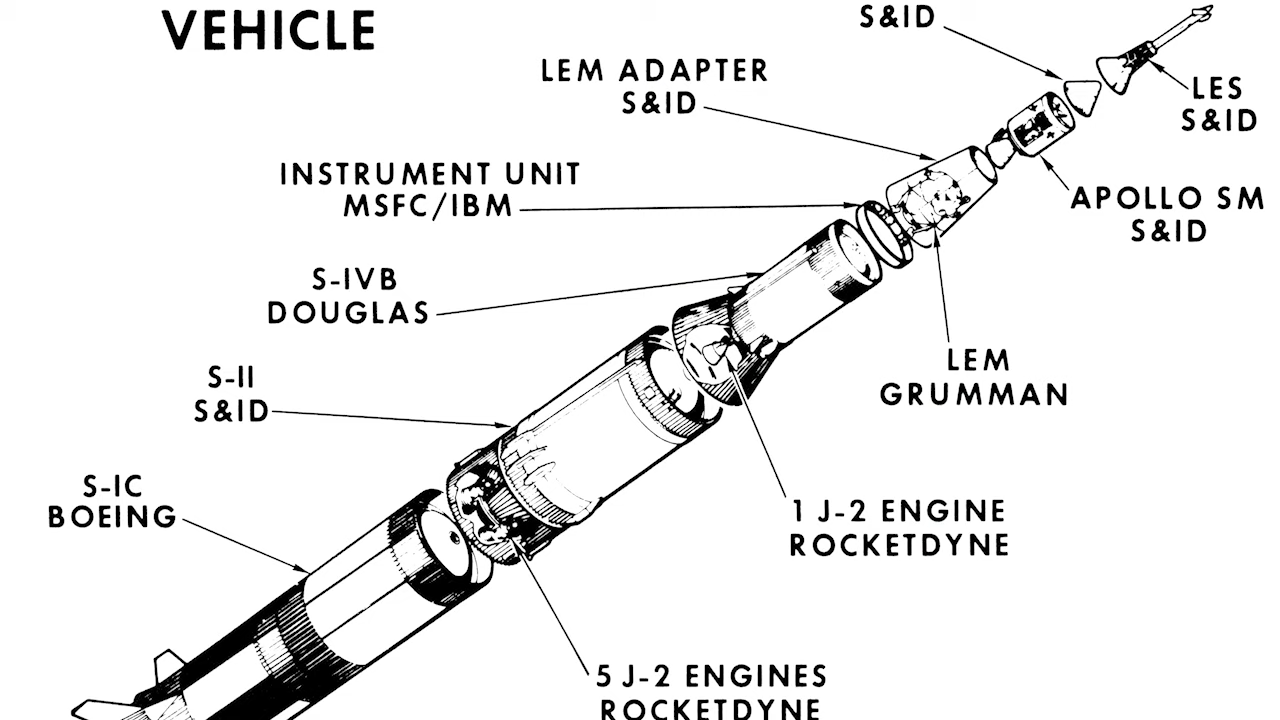 VEHICLE
S&ID
LEM ADAPTER
S&ID
LES
S&ID
INSTRUMENT UNIT
MSFC/IBM
APOLLO SM
S&ID
S-IVB
DOUGLAS
LEM
GRUMMAN
S-II
S&ID
S-IC
BOEING
1 J-2 ENGINE
ROCKETDYNE
5 J-2 ENGINES
ROCKETDYNE